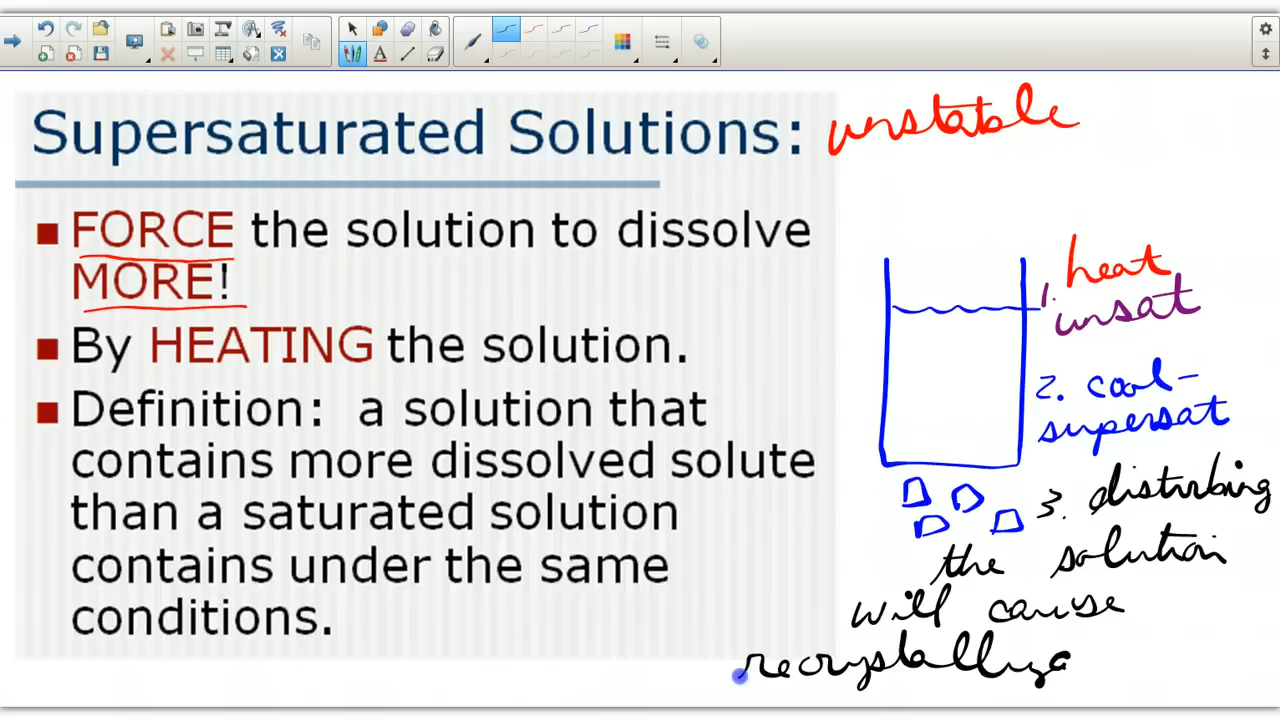 Supersaturated Solutions: unstable
■ FORCE the solution to dissolve
MORE!
■ By HEATING the solution.
■ Definition: a solution that
contains more dissolved solute
than a saturated solution
contains under the same
conditions.
1. heat
unsat
2. cool-
supersat
3. disturbing
the solution
will cause
recrystalliza